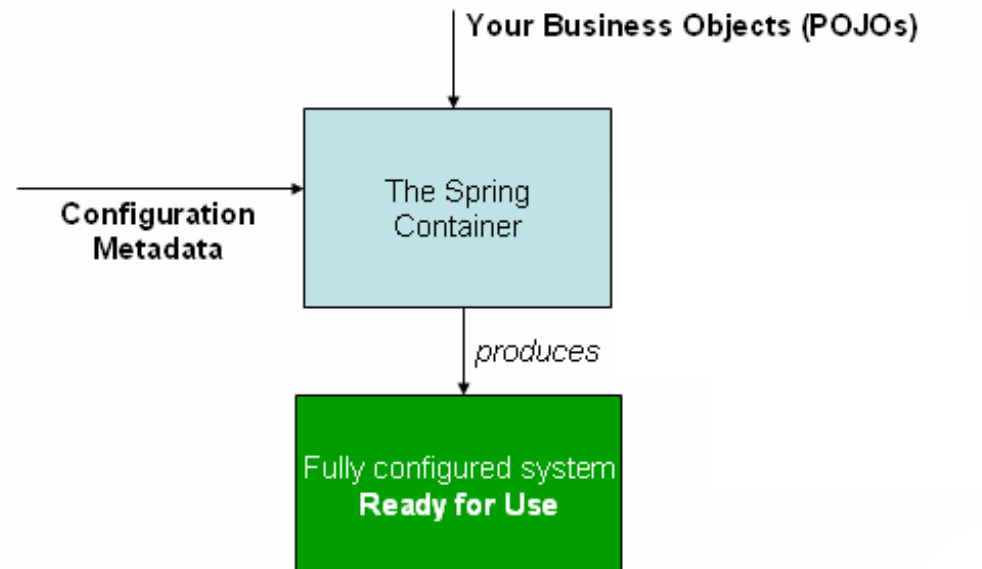 Your Business Objects (POJOs)
The Spring
Container
Configuration
Metadata
produces
Fully configured system
Ready for Use